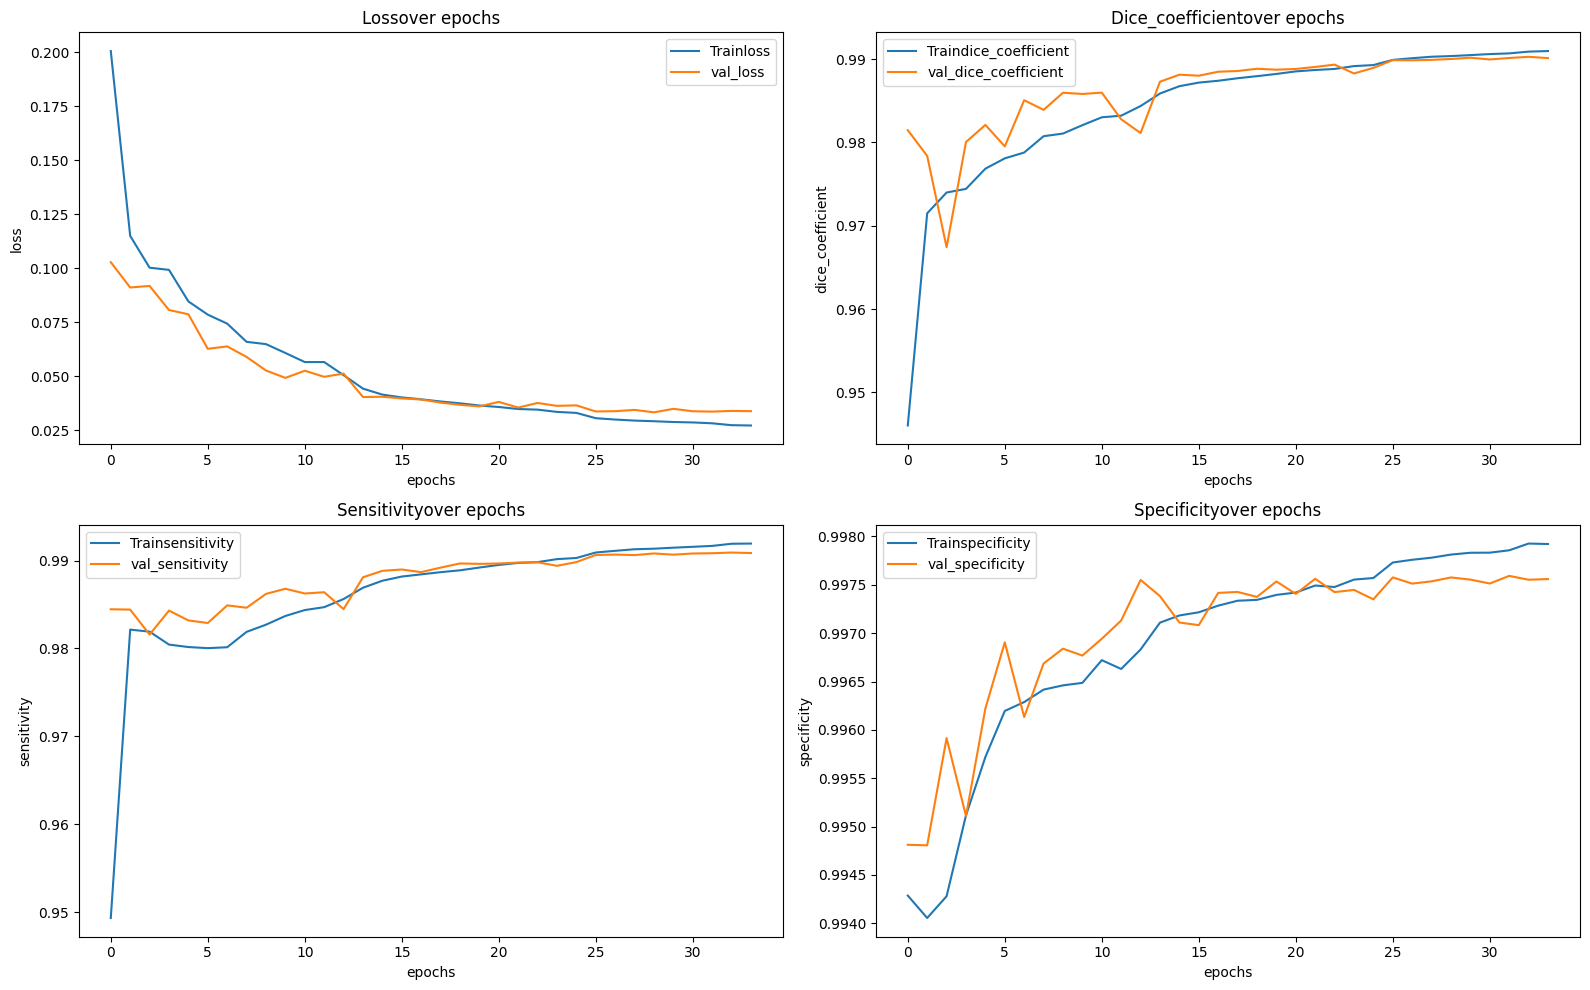 Lossover epochs
Trainloss
val_loss
0.200
0.175
0.150
0.125
0.100
0.075
0.050
0.025
loss
0 5 10 15 20 25 30
epochs
Dice_coefficientover epochs
Traindice_coefficient
val_dice_coefficient
0.99
0.98
0.97
0.96
0.95
dice_coefficient
0 5 10 15 20 25 30
epochs
Sensitivityover epochs
Trainsensitivity
val_sensitivity
0.99
0.98
0.97
0.96
0.95
sensitivity
0 5 10 15 20 25 30
epochs
Specificityover epochs
Trainspecificity
val_specificity
0.9980
0.9975
0.9970
0.9965
0.9960
0.9955
0.9950
0.9945
0.9940
specificity
0 5 10 15 20 25 30
epochs